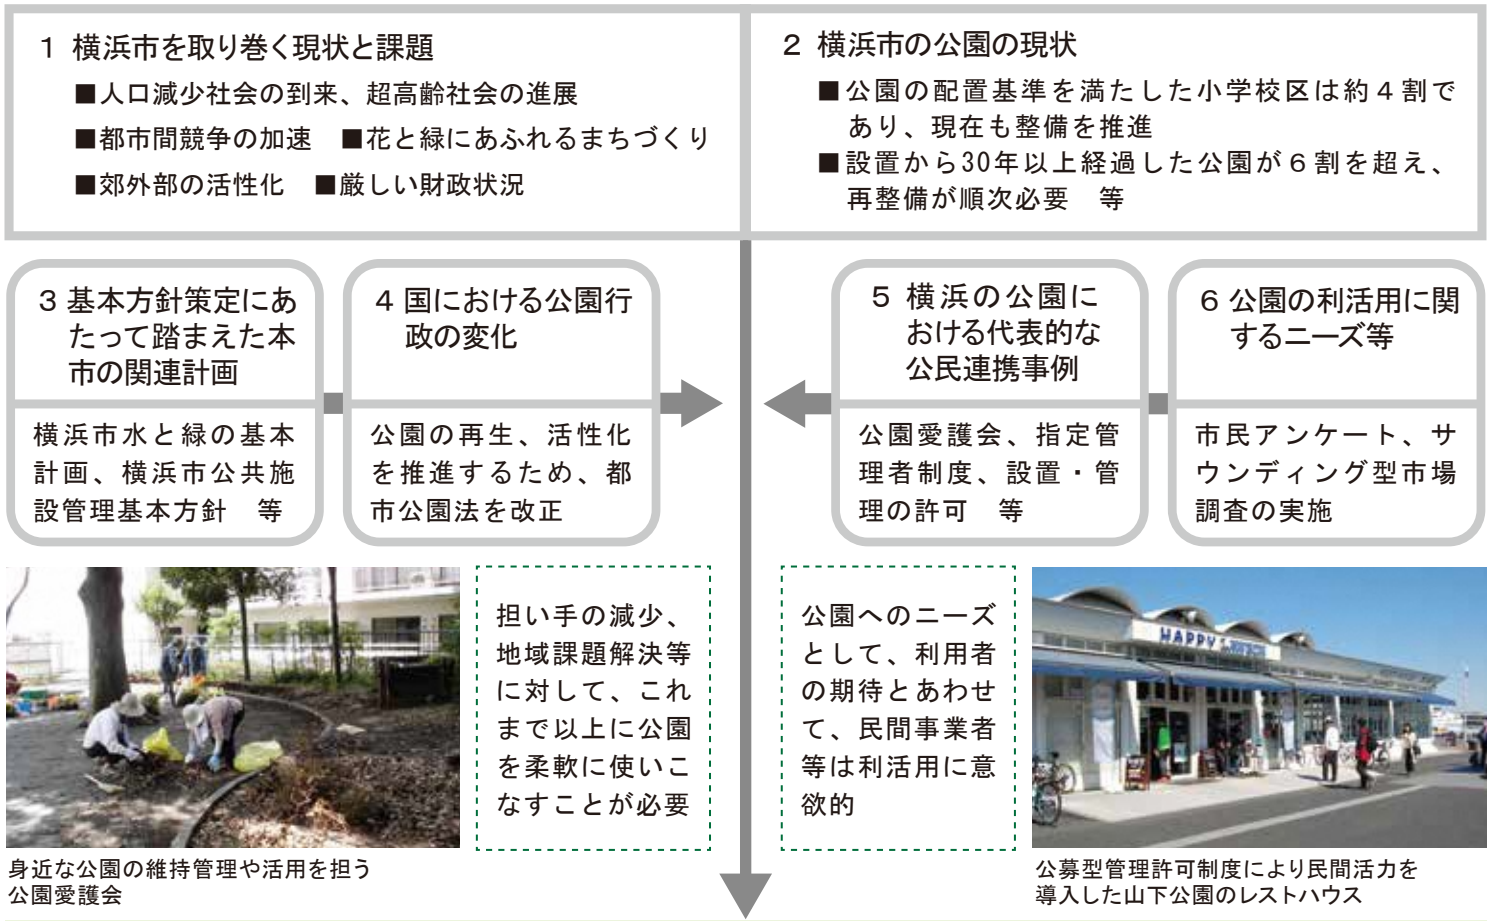 1 横浜市を取り巻く現状と課題
■人口減少社会の到来、超高齢社会の進展
■都市間競争の加速　■花と緑にあふれるまちづくり
■郊外部の活性化　■厳しい財政状況
2 横浜市の公園の現状
■公園の配置基準を満たした小学校区は約４割で
あり、現在も整備を推進
■設置から30年以上経過した公園が６割を超え、
再整備が順次必要　等
3 基本方針策定にあ
たって踏まえた本
市の関連計画
横浜市水と緑の基本
計画、横浜市公共施
設管理基本方針　等
4 国における公園行
政の変化
公園の再生、活性化
を推進するため、都
市公園法を改正
5 横浜の公園に
おける代表的な
公民連携事例
公園愛護会、指定管
理者制度、設置・管
理の許可　等
6 公園の利活用に関
するニーズ等
市民アンケート、サ
ウンディング型市場
調査の実施
担い手の減少、
地域課題解決等
に対して、これ
まで以上に公園
を柔軟に使いこ
なすことが必要
公園へのニーズ
として、利用者
の期待とあわせ
て、民間事業者
等は利活用に意
欲的
HAPPY
身近な公園の維持管理や活用を担う
公園愛護会
公募型管理許可制度により民間活力を
導入した山下公園のレストハウス